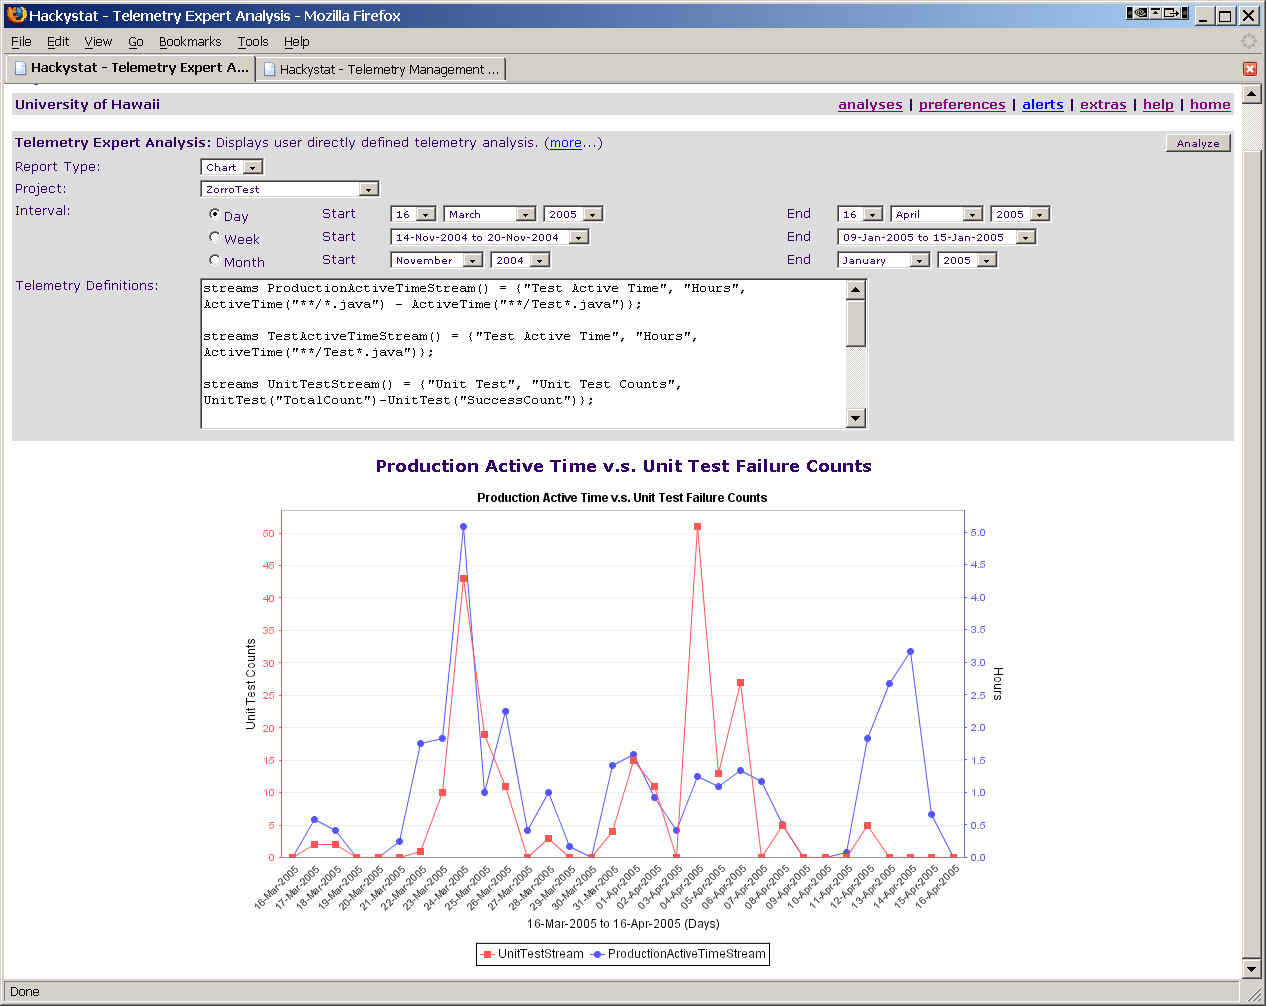 Hackystat - Telemetry Expert Analysis - Mozilla Firefox
File Edit View Go Bookmarks Tools Help
Hackystat - Telemetry Expert A... Hackystat - Telemetry Management ...
University of Hawaii analyses | preferences | alerts | extras | help | home
Telemetry Expert Analysis: Displays user directly defined telemetry analysis. (more...) Analyze
Report Type: Chart
Project: ZorroTest
Interval: Day Start 16 March 2005 End 16 April 2005
Week Start 14-Nov-2004 to 20-Nov-2004 End 09-Jan-2005 to 15-Jan-2005
Month Start November 2004 End January 2005
Telemetry Definitions: streams ProductionActiveTimeStream() = {"Test Active Time", "Hours",
ActiveTime("**/*.java") - ActiveTime("**/Test*.java")};
streams TestActiveTimeStream() = {"Test Active Time", "Hours",
ActiveTime("**/Test*.java")};
streams UnitTestStream() = {"Unit Test", "Unit Test Counts",
UnitTest("TotalCount")-UnitTest("SuccessCount")};
Production Active Time v.s. Unit Test Failure Counts
Production Active Time v.s. Unit Test Failure Counts
50 5.0
45 4.5
40 4.0
35 3.5
30 3.0
25 2.5
20 2.0
15 1.5
10 1.0
5 0.5
0 0.0
Unit Test Counts
Hours
16-Mar-2005 17-Mar-2005 18-Mar-2005 19-Mar-2005 20-Mar-2005 21-Mar-2005 22-Mar-2005 23-Mar-2005 24-Mar-2005 25-Mar-2005 26-Mar-2005 27-Mar-2005 28-Mar-2005 29-Mar-2005 30-Mar-2005 31-Mar-2005 01-Apr-2005 02-Apr-2005 03-Apr-2005 04-Apr-2005 05-Apr-2005 06-Apr-2005 07-Apr-2005 08-Apr-2005 09-Apr-2005 10-Apr-2005 11-Apr-2005 12-Apr-2005 13-Apr-2005 14-Apr-2005 15-Apr-2005 16-Apr-2005
16-Mar-2005 to 16-Apr-2005 (Days)
UnitTestStream ProductionActiveTimeStream
Done